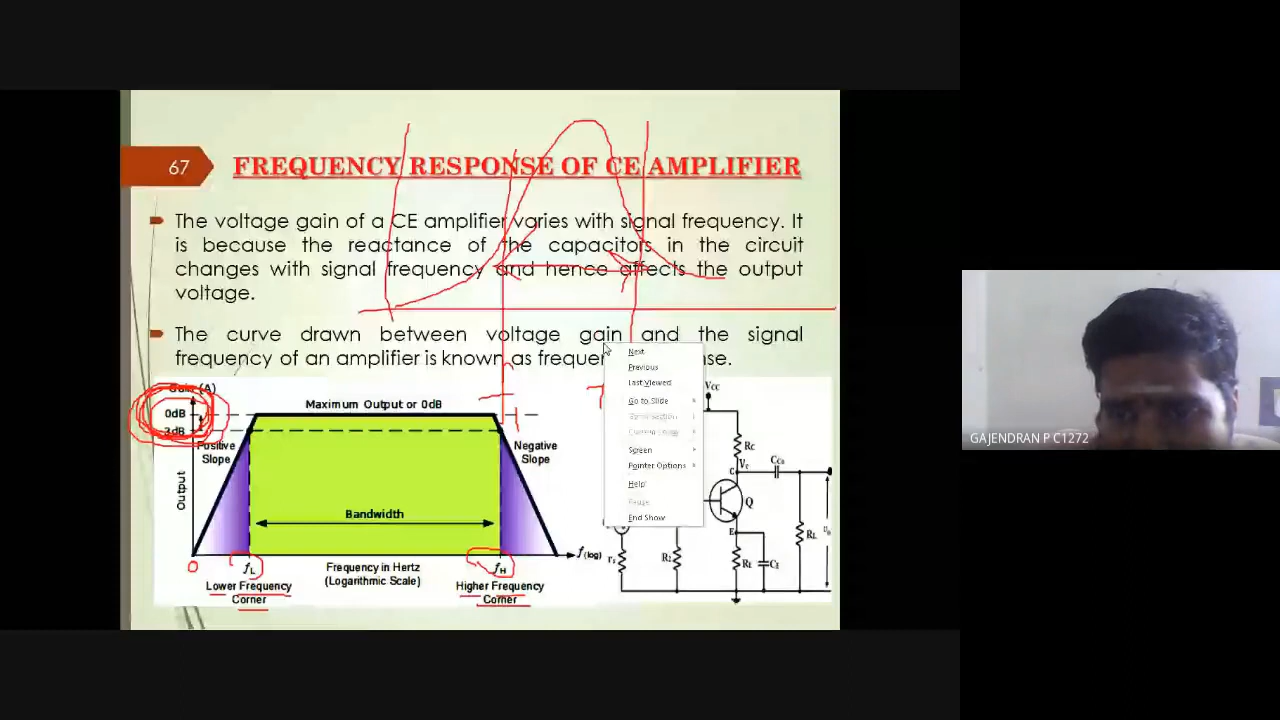 67
FREQUENCY RESPONSE OF CE AMPLIFIER
The voltage gain of a CE amplifier varies with signal frequency. It
is because the reactance of the capacitors in the circuit
changes with signal frequency and hence affects the output
voltage.
The curve drawn between voltage gain and the signal
frequency of an amplifier is known as
Gain (A)
0dB
3dB
Maximum Output or 0dB
Positive
Slope
Negative
Slope
Output
Bandwidth
f(log)
0
fL
Frequency in Hertz
(Logarithmic Scale)
fH
Lower Frequency
Corner
Higher Frequency
Corner
Next
Previous
Last Viewed
Go to Slide
Screen
Pointer Options
Help
Pause
End Show
VCC
RC
VC
C
Q
E
RL
rs
R2
RE
CE
GAJENDRAN P C1272